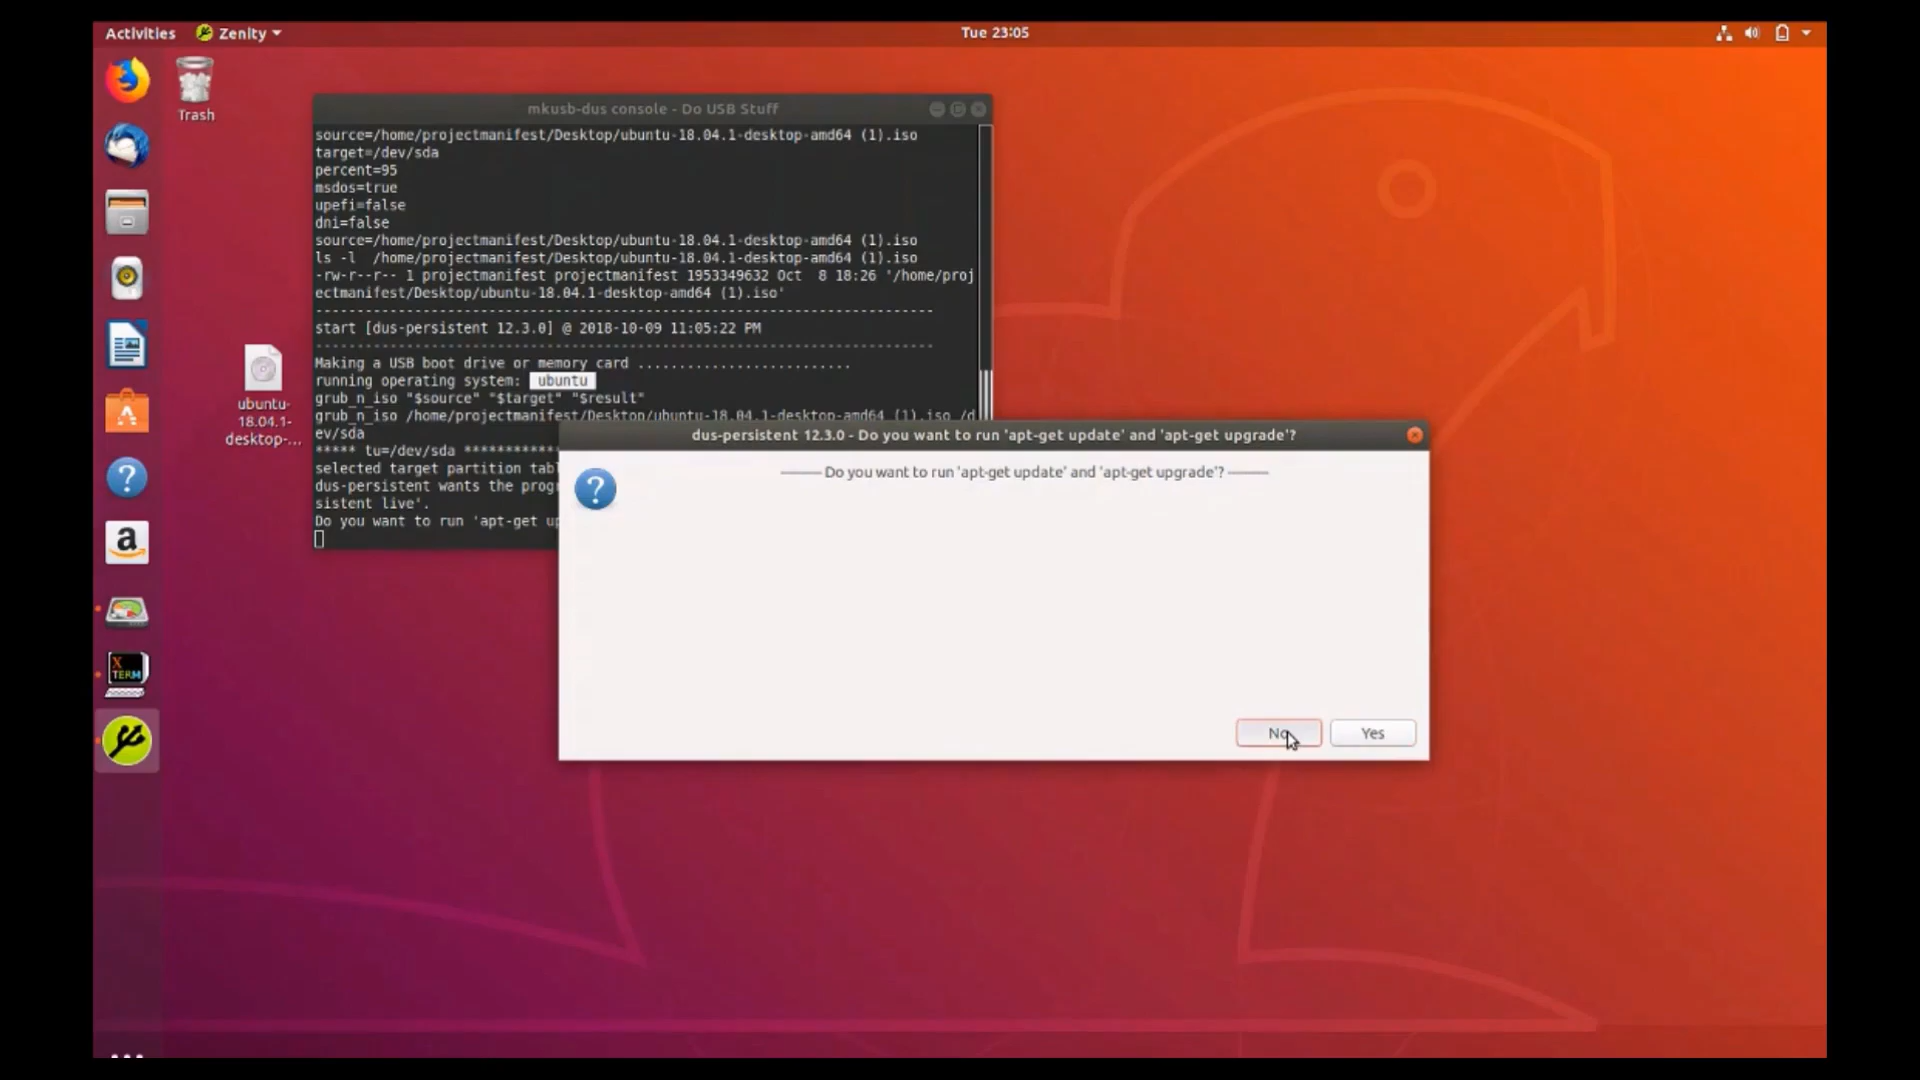 Activities
Zenity
Tue 23:05
Trash
mkusb-dus console - Do USB Stuff
source=/home/projectmanifest/Desktop/ubuntu-18.04.1-desktop-amd64 (1).iso
target=/dev/sda
percent=95
msdos=true
upefi=false
dni=false
source=/home/projectmanifest/Desktop/ubuntu-18.04.1-desktop-amd64 (1).iso
ls -l /home/projectmanifest/Desktop/ubuntu-18.04.1-desktop-amd64 (1).iso
-rw-r--r-- 1 projectmanifest projectmanifest 1953349632 Oct 8 18:26 '/home/proj
ectmanifest/Desktop/ubuntu-18.04.1-desktop-amd64 (1).iso'
---------------------------------------------------------------------------
start [dus-persistent 12.3.0] @ 2018-10-09 11:05:22 PM
---------------------------------------------------------------------------
Making a USB boot drive or memory card ..........................
running operating system: ubuntu
grub_n_iso "$source" "$target" "$result"
grub_n_iso /home/projectmanifest/Desktop/ubuntu-18.04.1-desktop-amd64 (1).iso /d
ev/sda
***** tu=/dev/sda ************
selected target partition tabl
dus-persistent wants the progr
sistent live'.
Do you want to run 'apt-get up
ubuntu-
18.04.1-
desktop-...
dus-persistent 12.3.0 - Do you want to run 'apt-get update' and 'apt-get upgrade'?
——— Do you want to run 'apt-get update' and 'apt-get upgrade'? ———
No
Yes
X
TERM